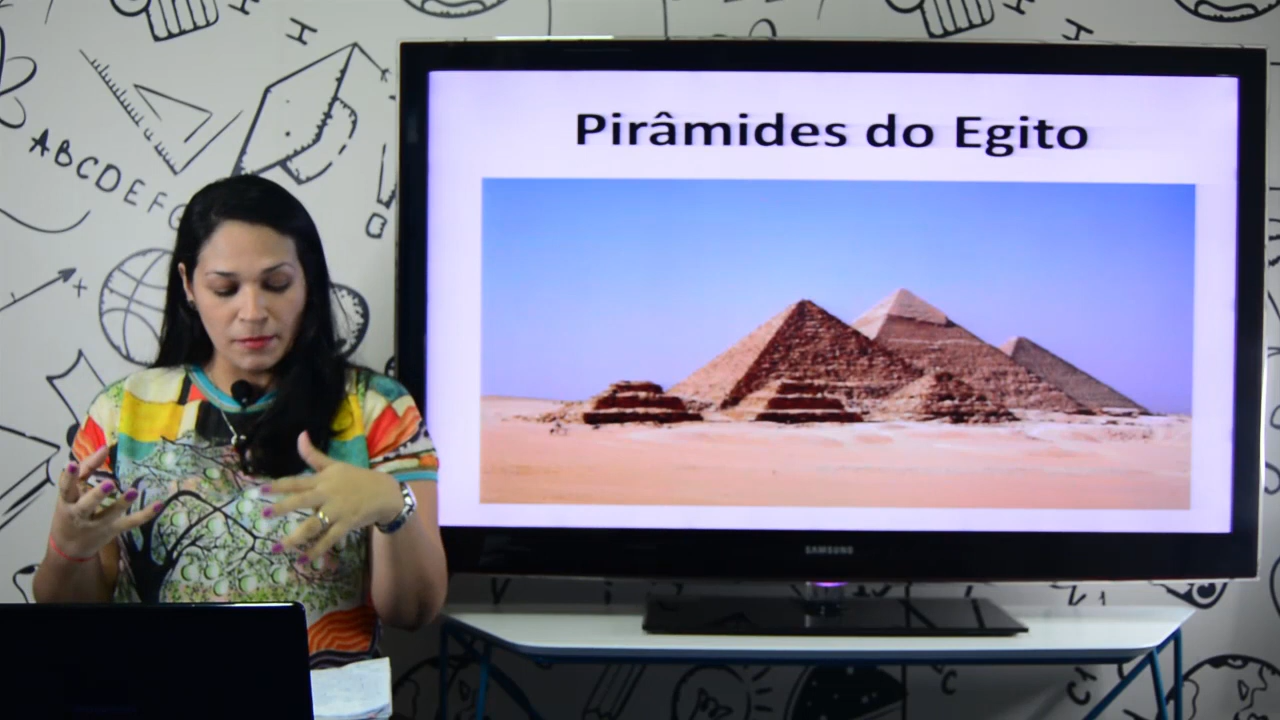 H
H
H
ABCDEFG
Pirâmides do Egito
SAMSUNG